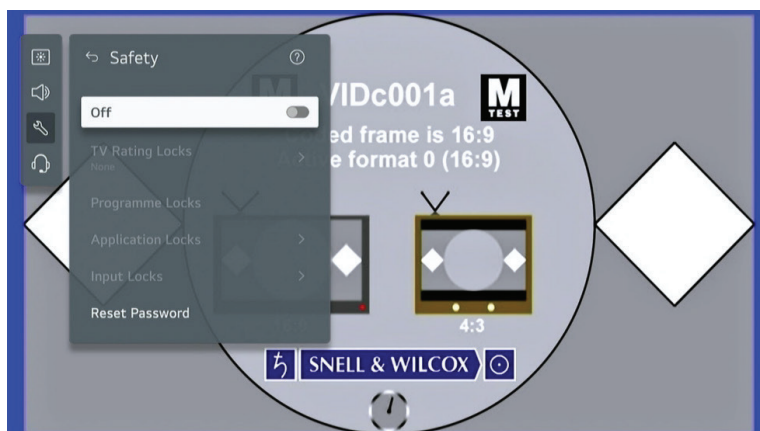 Safety
Off
TV Rating Locks
None
Programme Locks
Application Locks
Input Locks
Reset Password
VIDc001a
M
TEST
frame is 16:9
format 0 (16:9)
4:3
SNELL & WILCOX